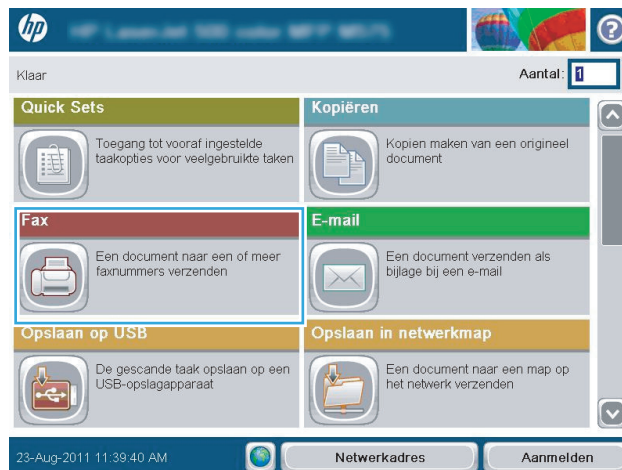 hp
?
Klaar
Aantal: 1
Quick Sets
Toegang tot vooraf ingestelde
taakopties voor veelgebruikte taken
Kopiëren
Kopien maken van een origineel
document
Fax
Een document naar een of meer
faxnummers verzenden
E-mail
Een document verzenden als
bijlage bij een e-mail
Opslaan op USB
De gescande taak opslaan op een
USB-opslagapparaat
Opslaan in netwerkmap
Een document naar een map op
het netwerk verzenden
23-Aug-2011 11:39:40 AM
Netwerkadres
Aanmelden